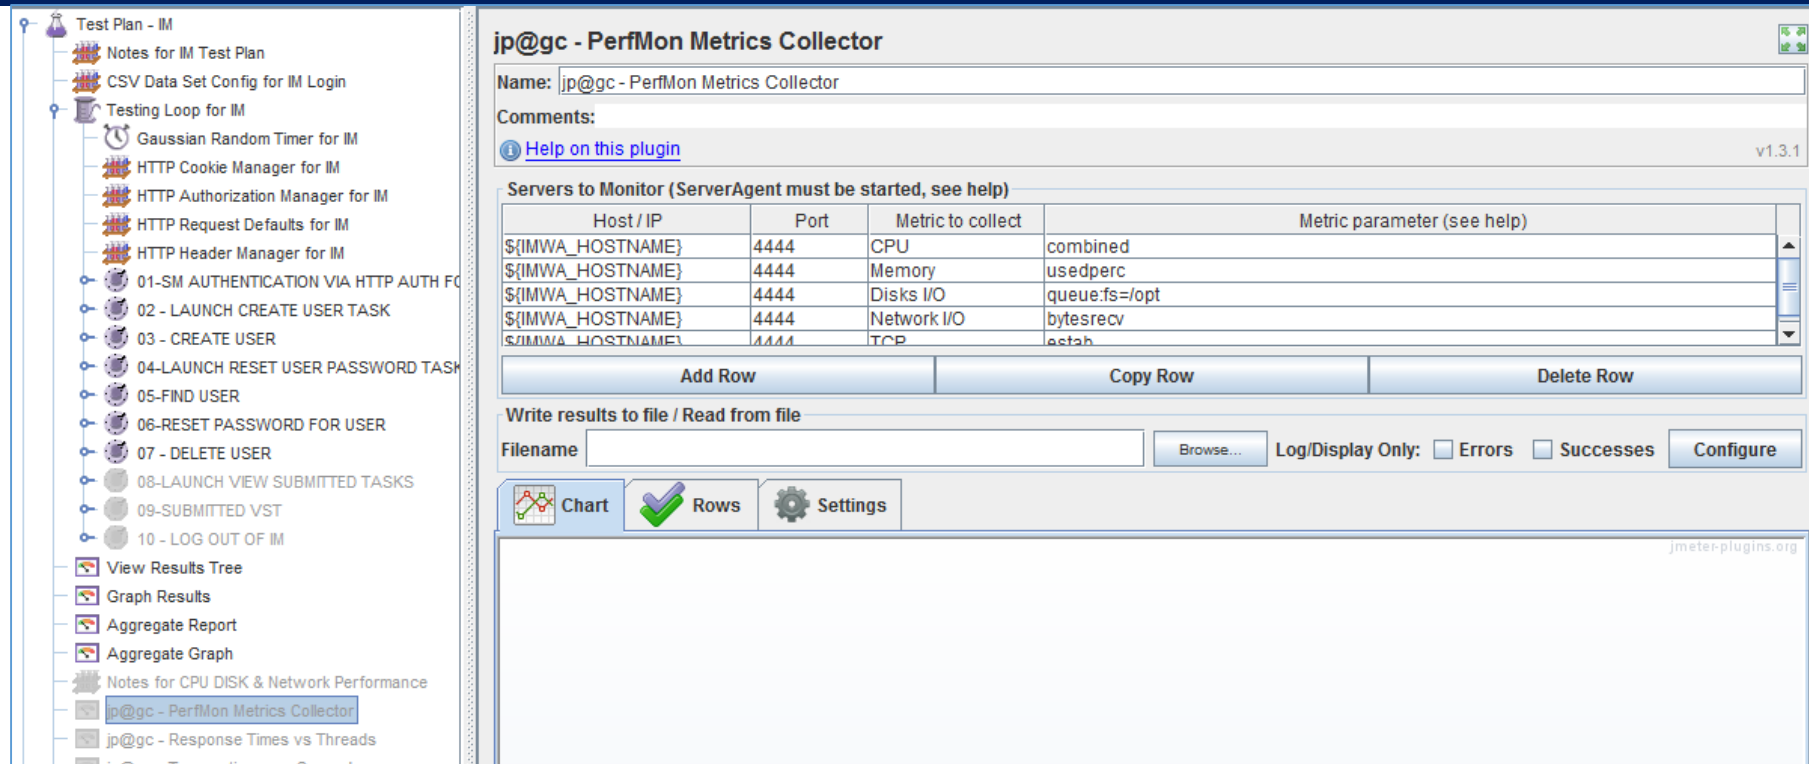 Test Plan - IM
Notes for IM Test Plan
CSV Data Set Config for IM Login
Testing Loop for IM
Gaussian Random Timer for IM
HTTP Cookie Manager for IM
HTTP Authorization Manager for IM
HTTP Request Defaults for IM
HTTP Header Manager for IM
01-SM AUTHENTICATION VIA HTTP AUTH
02 - LAUNCH CREATE USER TASK
03 - CREATE USER
04-LAUNCH RESET USER PASSWORD TASK
05-FIND USER
06-RESET PASSWORD FOR USER
07 - DELETE USER
08-LAUNCH VIEW SUBMITTED TASKS
09-SUBMITTED VST
10 - LOG OUT OF IM
View Results Tree
Graph Results
Aggregate Report
Aggregate Graph
Notes for CPU DISK & Network Performance
jp@gc - PerfMon Metrics Collector
jp@gc - Response Times vs Threads
jp@gc - PerfMon Metrics Collector
Name: jp@gc - PerfMon Metrics Collector
Comments:
Help on this plugin
v1.3.1
Servers to Monitor (ServerAgent must be started, see help)
Host / IP Port Metric to collect Metric parameter (see help)
${IMWA_HOSTNAME} 4444 CPU combined
${IMWA_HOSTNAME} 4444 Memory usedperc
${IMWA_HOSTNAME} 4444 Disks I/O queue:fs=/opt
${IMWA_HOSTNAME} 4444 Network I/O bytesrecv
${IMWA_HOSTNAME} 4444 TCP estab
Add Row Copy Row Delete Row
Write results to file / Read from file
Filename Browse... Log/Display Only: Errors Successes Configure
Chart Rows Settings
jmeter-plugins.org